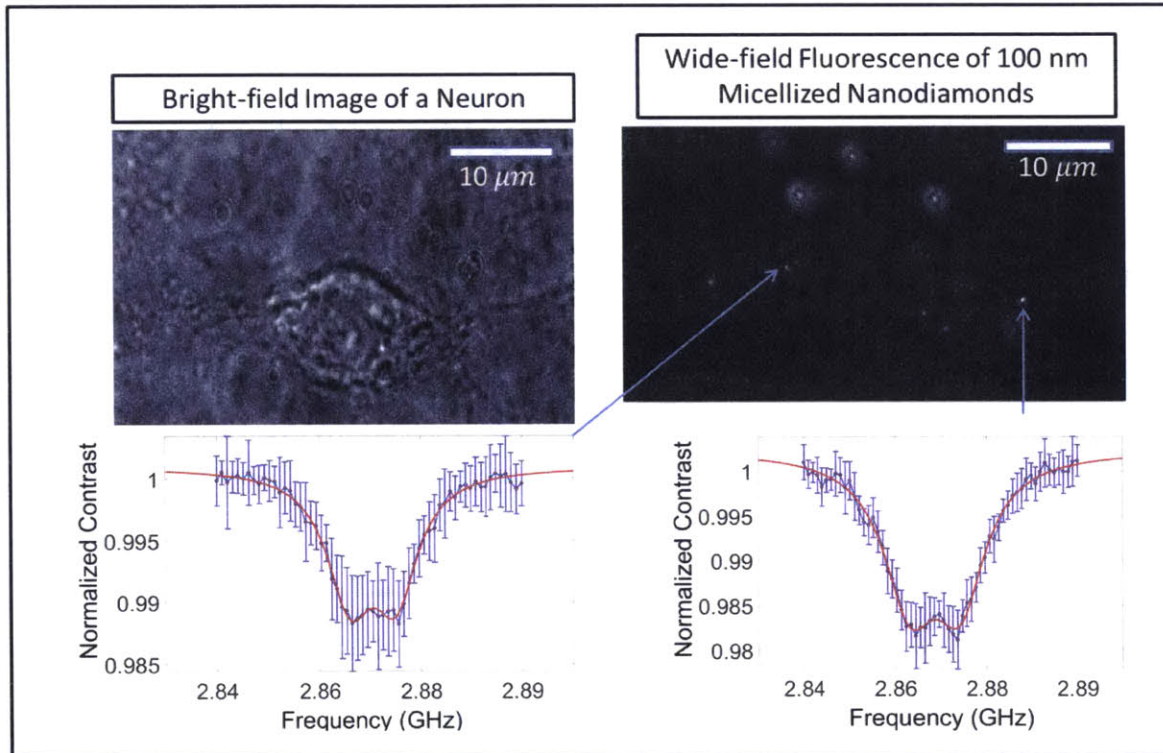 Bright-field Image of a Neuron
Wide-field Fluorescence of 100 nm
Micellized Nanodiamonds
10 μm
10 μm
Normalized Contrast
1
0.995
0.99
0.985
2.84 2.86 2.88 2.89
Frequency (GHz)
Normalized Contrast
1
0.995
0.99
0.985
0.98
2.84 2.86 2.88 2.89
Frequency (GHz)